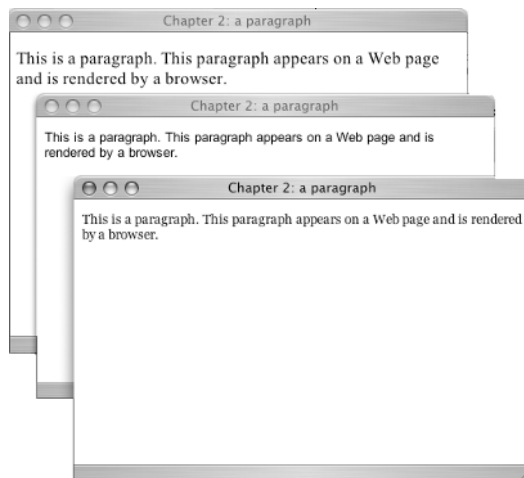 Chapter 2: a paragraph
This is a paragraph. This paragraph appears on a Web page
and is rendered by a browser.
Chapter 2: a paragraph
This is a paragraph. This paragraph appears on a Web page and is
rendered by a browser.
Chapter 2: a paragraph
This is a paragraph. This paragraph appears on a Web page and is rendered
by a browser.